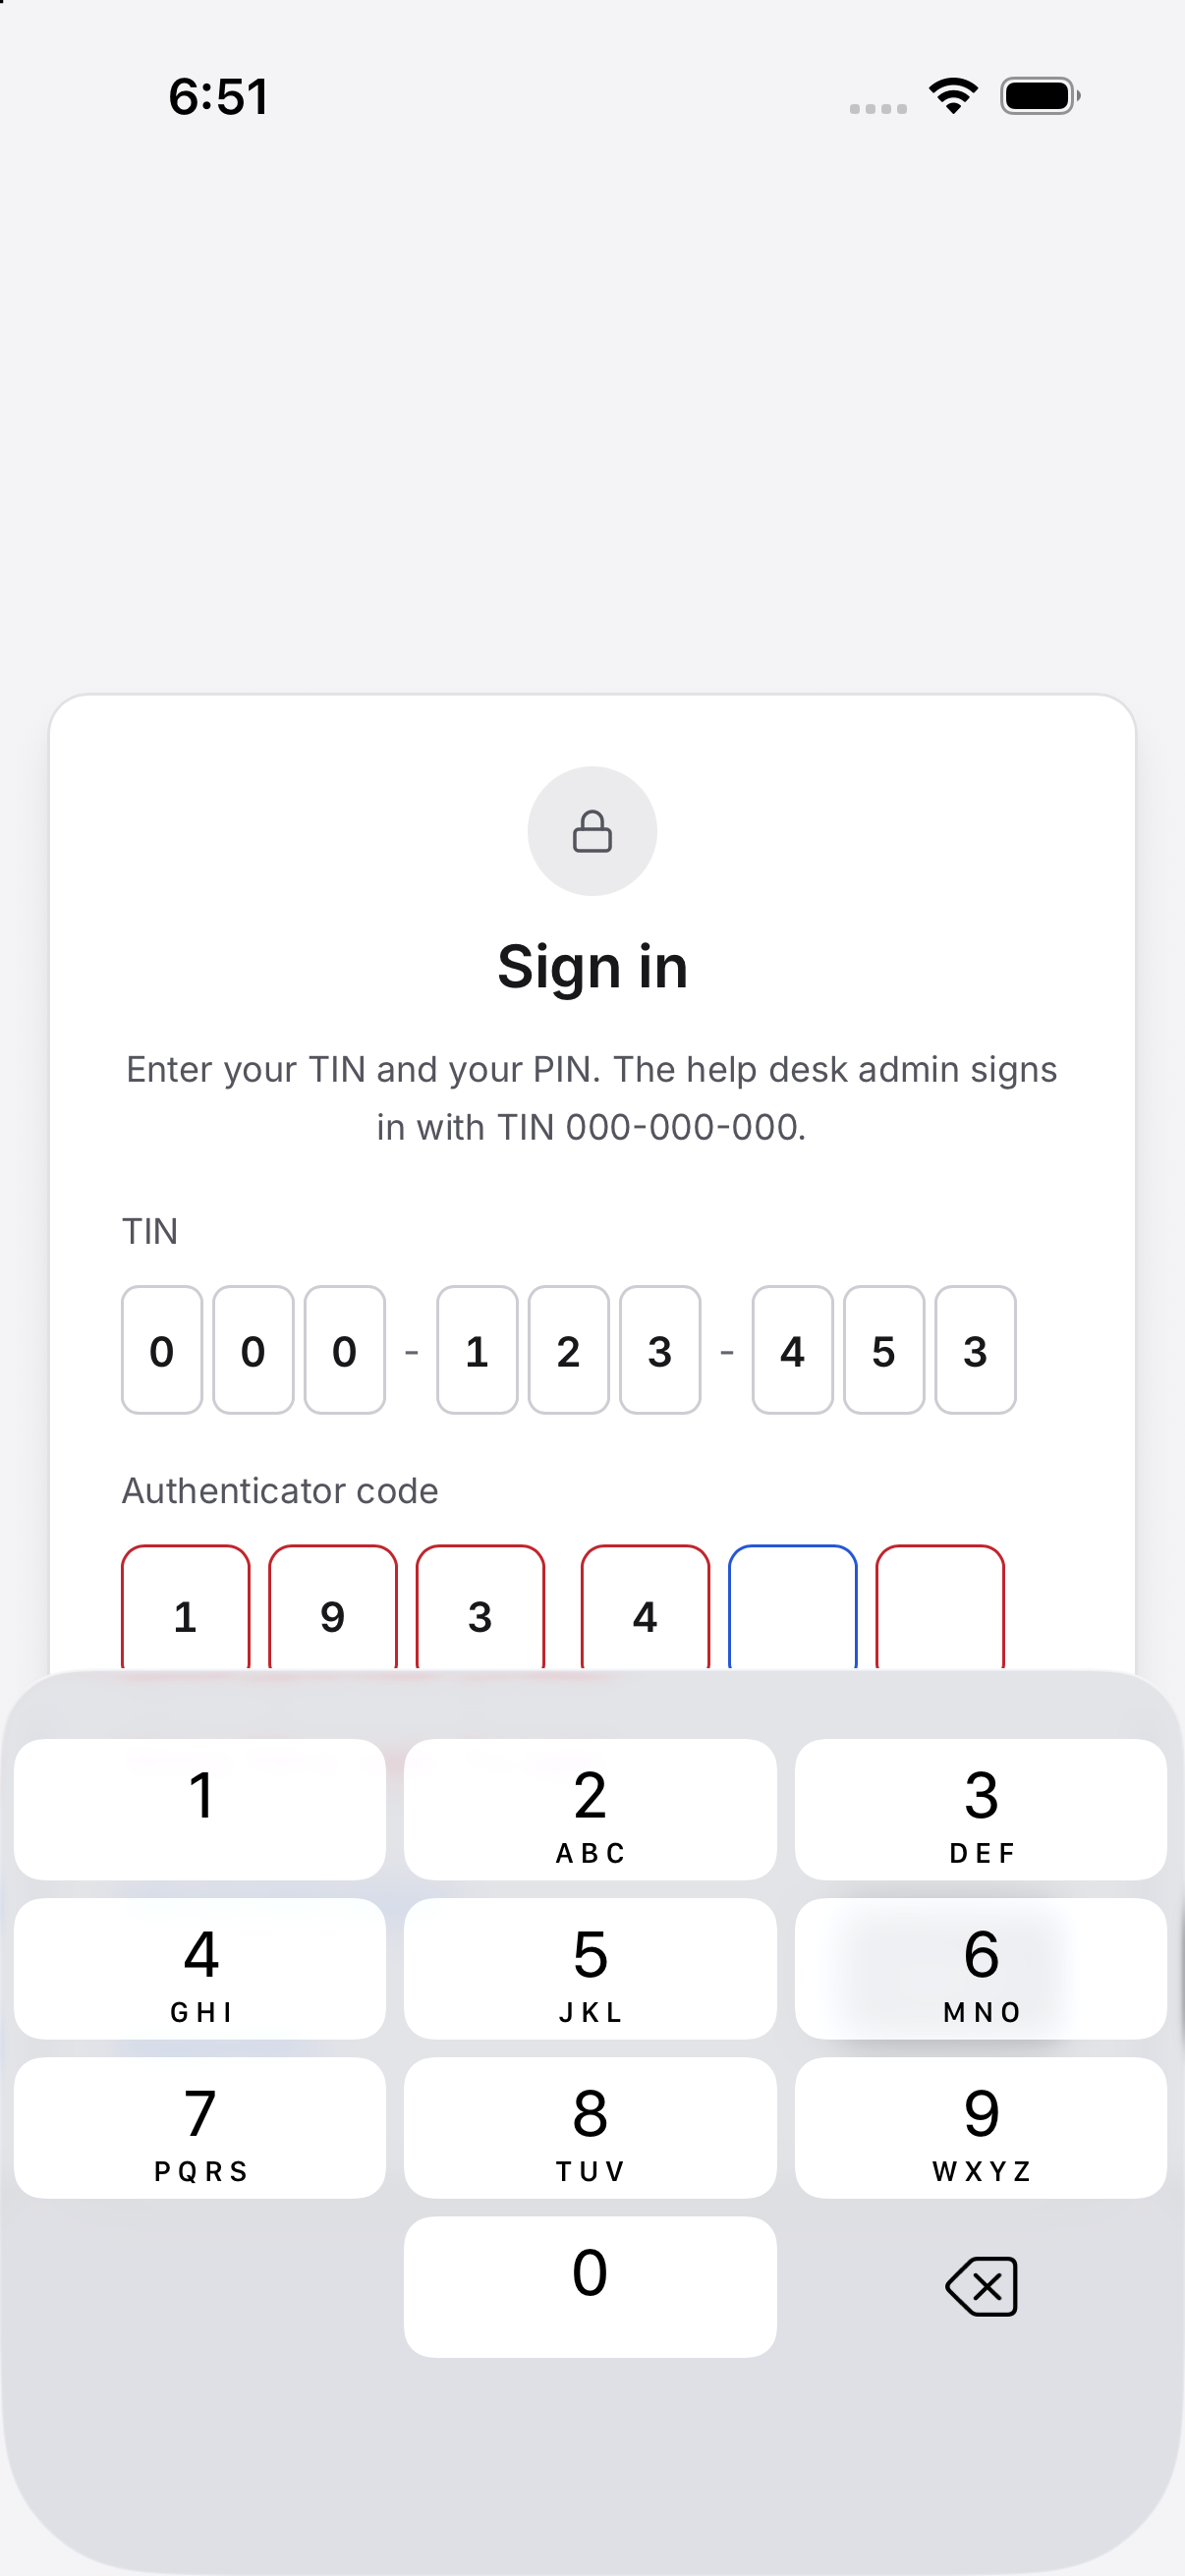 6:51
Sign in
Enter your TIN and your PIN. The help desk admin signs
in with TIN 000-000-000.
TIN
0 0 0 - 1 2 3 - 4 5 3
Authenticator code
1 9 3 4
1 2 3
ABC DEF
4 5 6
GHI JKL MNO
7 8 9
PQRS TUV WXYZ
0